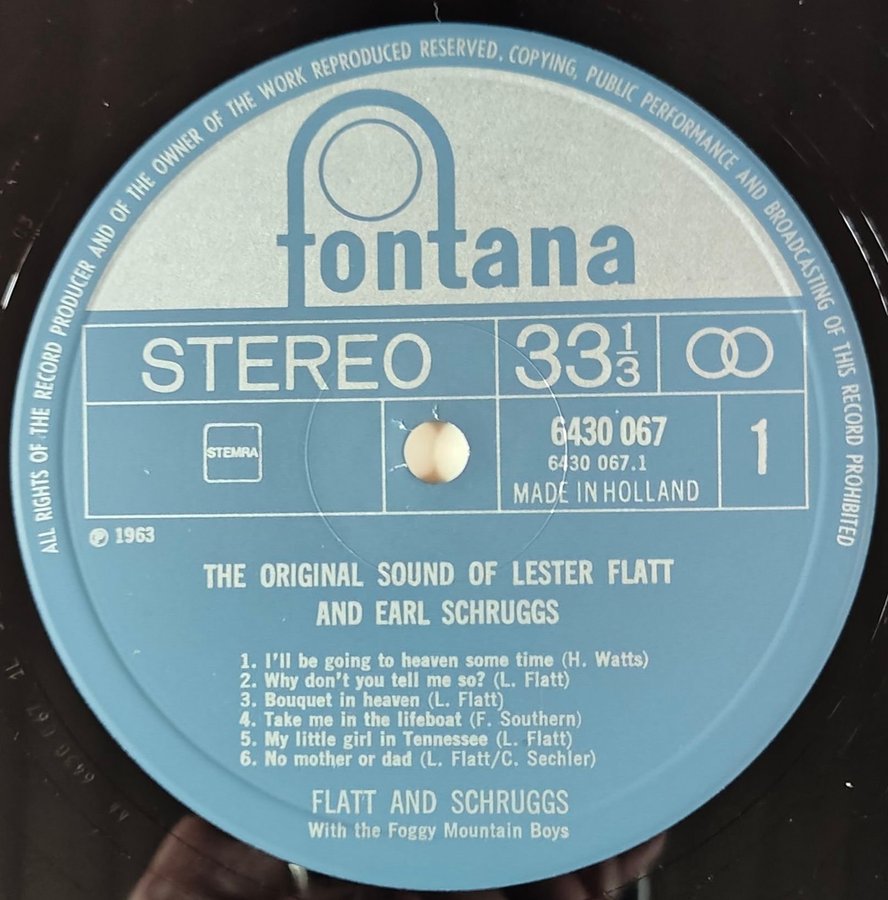 ALL RIGHTS OF THE RECORD PRODUCER AND OF THE OWNER OF THE WORK REPRODUCED RESERVED. COPYING, PUBLIC PERFORMANCE AND BROADCASTING OF THIS RECORD PROHIBITED
fontana
STEREO
33 1/3
STEMRA
6430 067
6430 067.1
MADE IN HOLLAND
1
℗ 1963
THE ORIGINAL SOUND OF LESTER FLATT
AND EARL SCHRUGGS
1. I'll be going to heaven some time (H. Watts)
2. Why don't you tell me so? (L. Flatt)
3. Bouquet in heaven (L. Flatt)
4. Take me in the lifeboat (F. Southern)
5. My little girl in Tennessee (L. Flatt)
6. No mother or dad (L. Flatt/C. Sechler)
FLATT AND SCHRUGGS
With the Foggy Mountain Boys